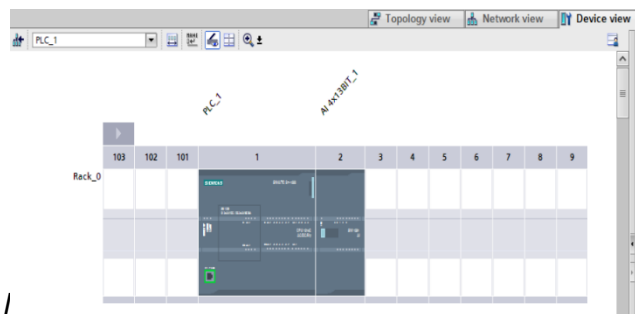 Topology view Network view Device view
PLC_1
PLC_1 AI 4x13BIT_1
103 102 101 1 2 3 4 5 6 7 8 9
Rack_0
SIEMENS